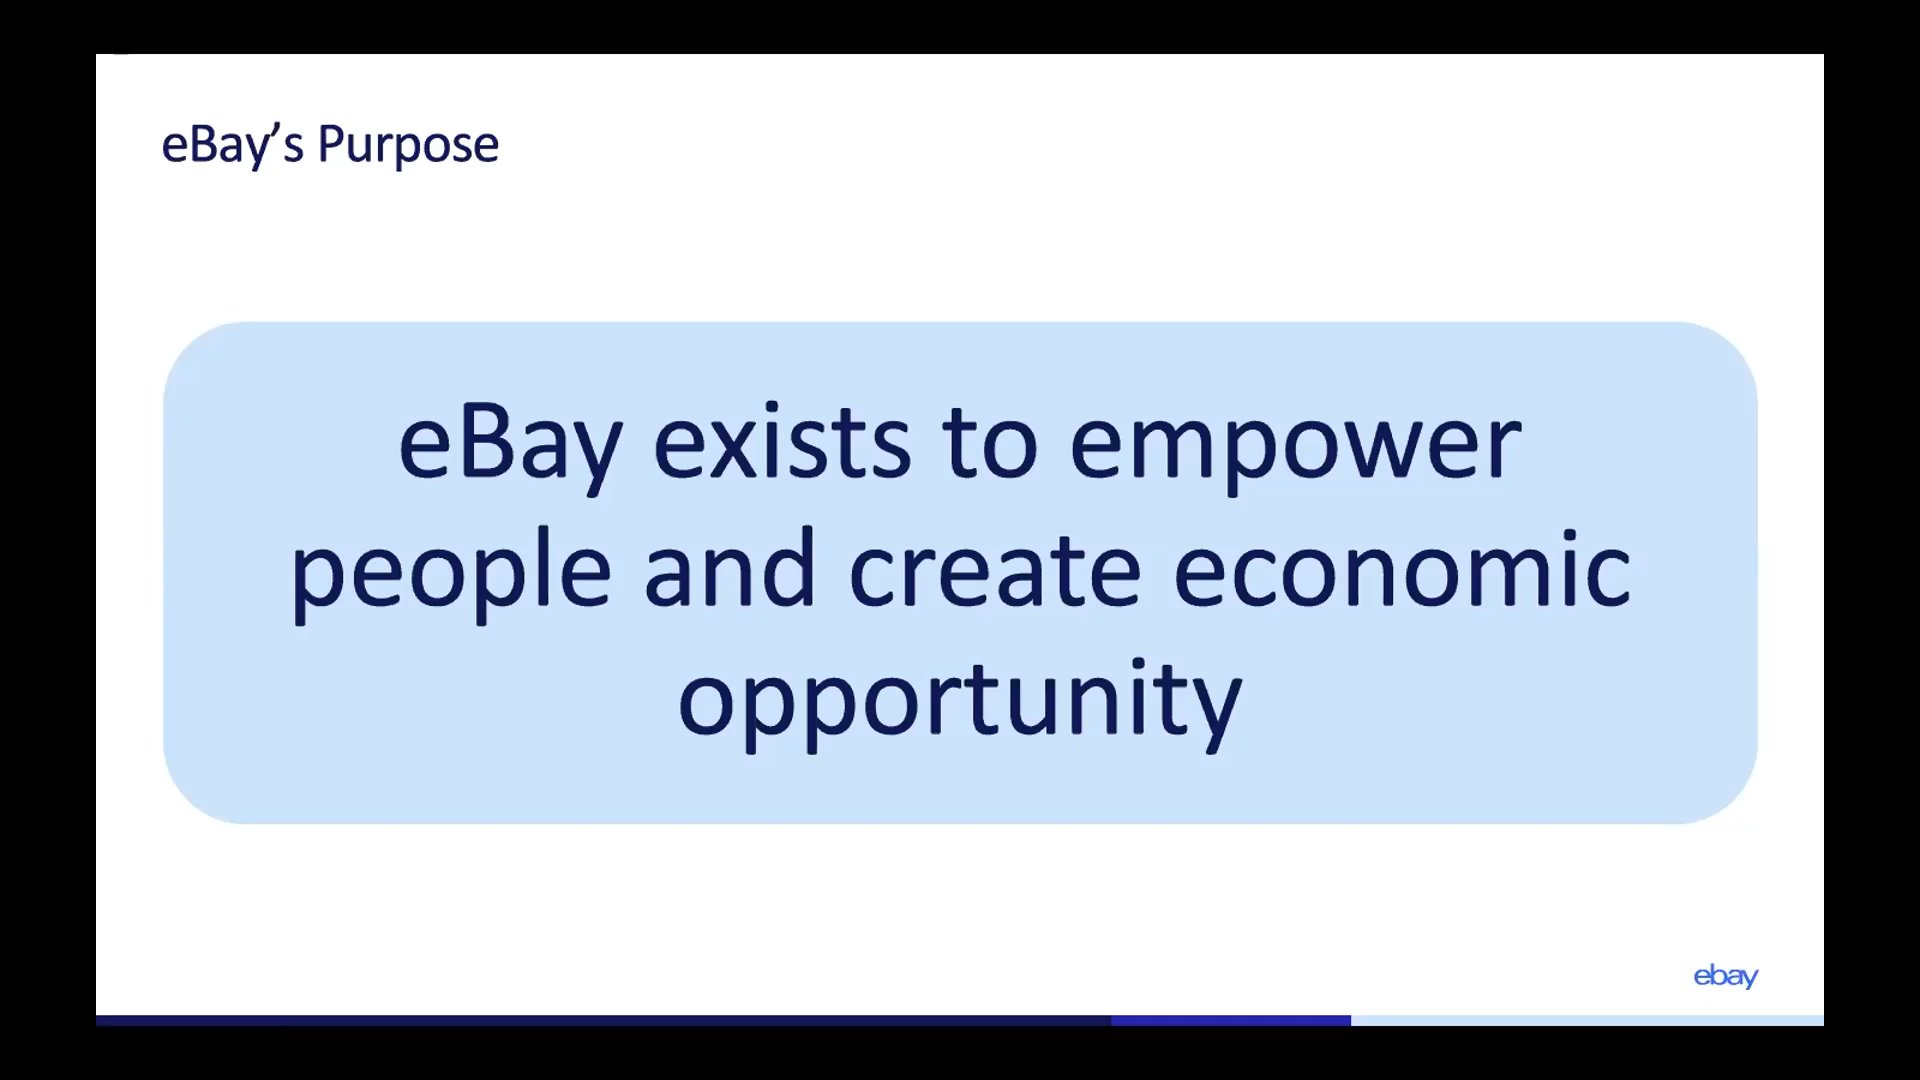 eBay’s Purpose
eBay exists to empower
people and create economic
opportunity
ebay